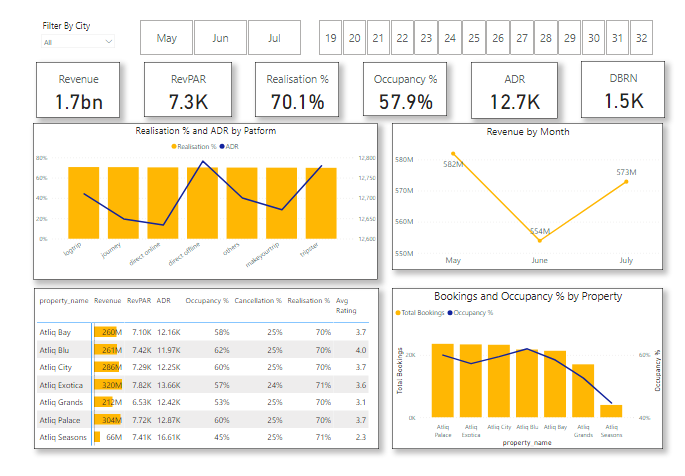 Filter By City
All
May Jun Jul
19 20 21 22 23 24 25 26 27 28 29 30 31 32
Revenue
1.7bn
RevPAR
7.3K
Realisation %
70.1%
Occupancy %
57.9%
ADR
12.7K
DBRN
1.5K
Realisation % and ADR by Patform
Realisation % ADR
80%
60%
40%
20%
0%
12,800
12,750
12,700
12,650
12,600
logtrip
journey
direct online
direct offline
others
makeyourtrip
tripster
Revenue by Month
580M
570M
560M
550M
582M
554M
573M
May June July
property_name Revenue RevPAR ADR Occupancy % Cancellation % Realisation % Avg Rating
Atliq Bay 260M 7.10K 12.16K 58% 25% 70% 3.7
Atliq Blu 261M 7.42K 11.97K 62% 25% 70% 4.0
Atliq City 286M 7.29K 12.25K 60% 25% 70% 3.7
Atliq Exotica 320M 7.82K 13.66K 57% 24% 71% 3.6
Atliq Grands 212M 6.53K 12.42K 53% 25% 70% 3.1
Atliq Palace 304M 7.72K 12.87K 60% 25% 70% 3.7
Atliq Seasons 66M 7.41K 16.61K 45% 25% 71% 2.3
Bookings and Occupancy % by Property
Total Bookings Occupancy %
Total Bookings
20K
0K
60%
40%
Occupancy %
Atliq Palace
Atliq Exotica
Atliq City
Atliq Blu
Atliq Bay
Atliq Grands
Atliq Seasons
property_name